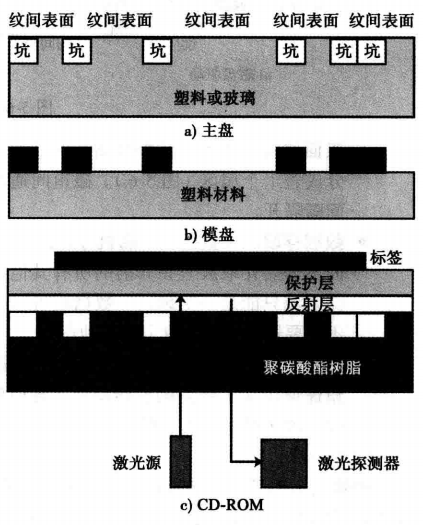 纹间表面 纹间表面 纹间表面 纹间表面 纹间表面
坑 坑 坑 坑 坑 坑
塑料或玻璃
a) 主盘
塑料材料
b) 模盘
标签
保护层
反射层
聚碳酸酯树脂
激光源 激光探测器
c) CD-ROM